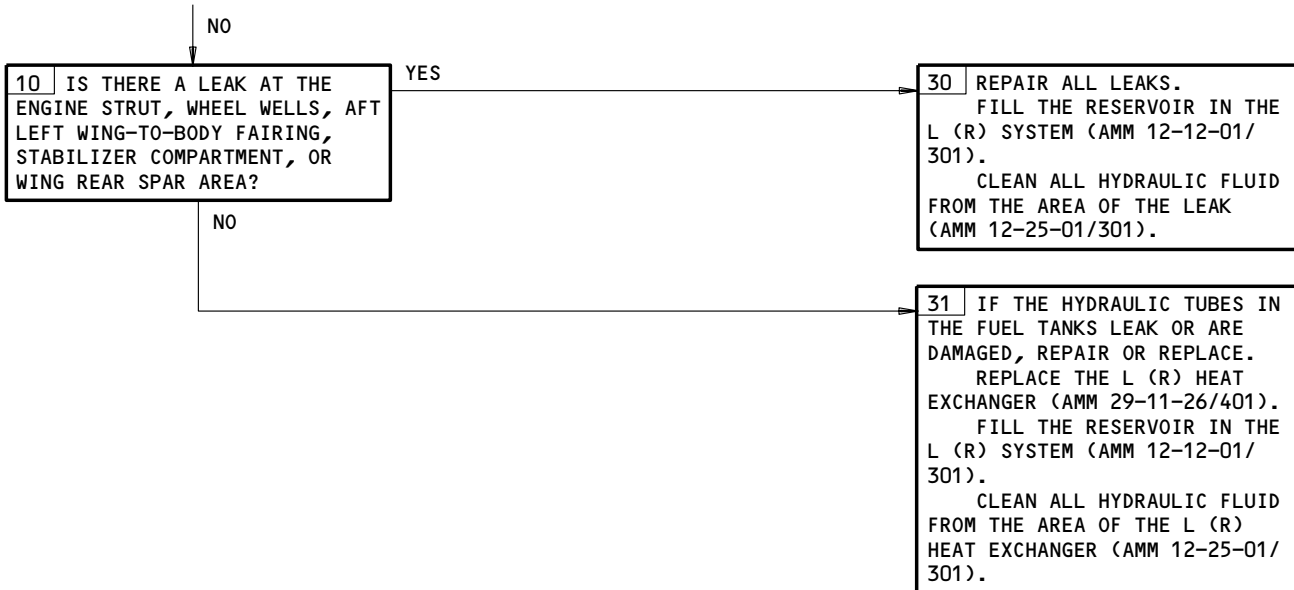 NO
10 IS THERE A LEAK AT THE
ENGINE STRUT, WHEEL WELLS, AFT
LEFT WING-TO-BODY FAIRING,
STABILIZER COMPARTMENT, OR
WING REAR SPAR AREA?
YES
NO
30 REPAIR ALL LEAKS.
FILL THE RESERVOIR IN THE
L (R) SYSTEM (AMM 12-12-01/
301).
CLEAN ALL HYDRAULIC FLUID
FROM THE AREA OF THE LEAK
(AMM 12-25-01/301).
31 IF THE HYDRAULIC TUBES IN
THE FUEL TANKS LEAK OR ARE
DAMAGED, REPAIR OR REPLACE.
REPLACE THE L (R) HEAT
EXCHANGER (AMM 29-11-26/401).
FILL THE RESERVOIR IN THE
L (R) SYSTEM (AMM 12-12-01/
301).
CLEAN ALL HYDRAULIC FLUID
FROM THE AREA OF THE L (R)
HEAT EXCHANGER (AMM 12-25-01/
301).